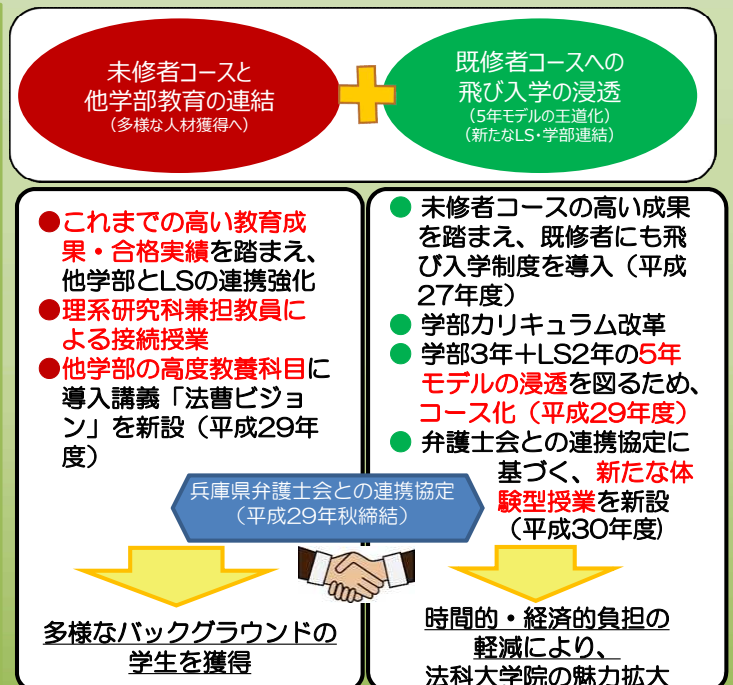 未修者コースと
他学部教育の連結
(多様な人材獲得へ)
既修者コースへの
飛び入学の浸透
(5年モデルの王道化)
(新たなLS・学部連結)
●これまでの高い教育成
果・合格実績を踏まえ、
他学部とLSの連携強化
●理系研究科兼担教員に
よる接続授業
●他学部の高度教養科目に
導入講義「法曹ビジョ
ン」を新設（平成29年
度）
● 未修者コースの高い成果
を踏まえ、既修者にも飛
び入学制度を導入（平成
27年度）
● 学部カリキュラム改革
● 学部3年＋LS2年の5年
モデルの浸透を図るため、
コース化（平成29年度）
● 弁護士会との連携協定に
基づく、新たな体
験型授業を新設
（平成30年度)
兵庫県弁護士会との連携協定
（平成29年秋締結）
多様なバックグラウンドの
学生を獲得
時間的・経済的負担の
軽減により、
法科大学院の魅力拡大